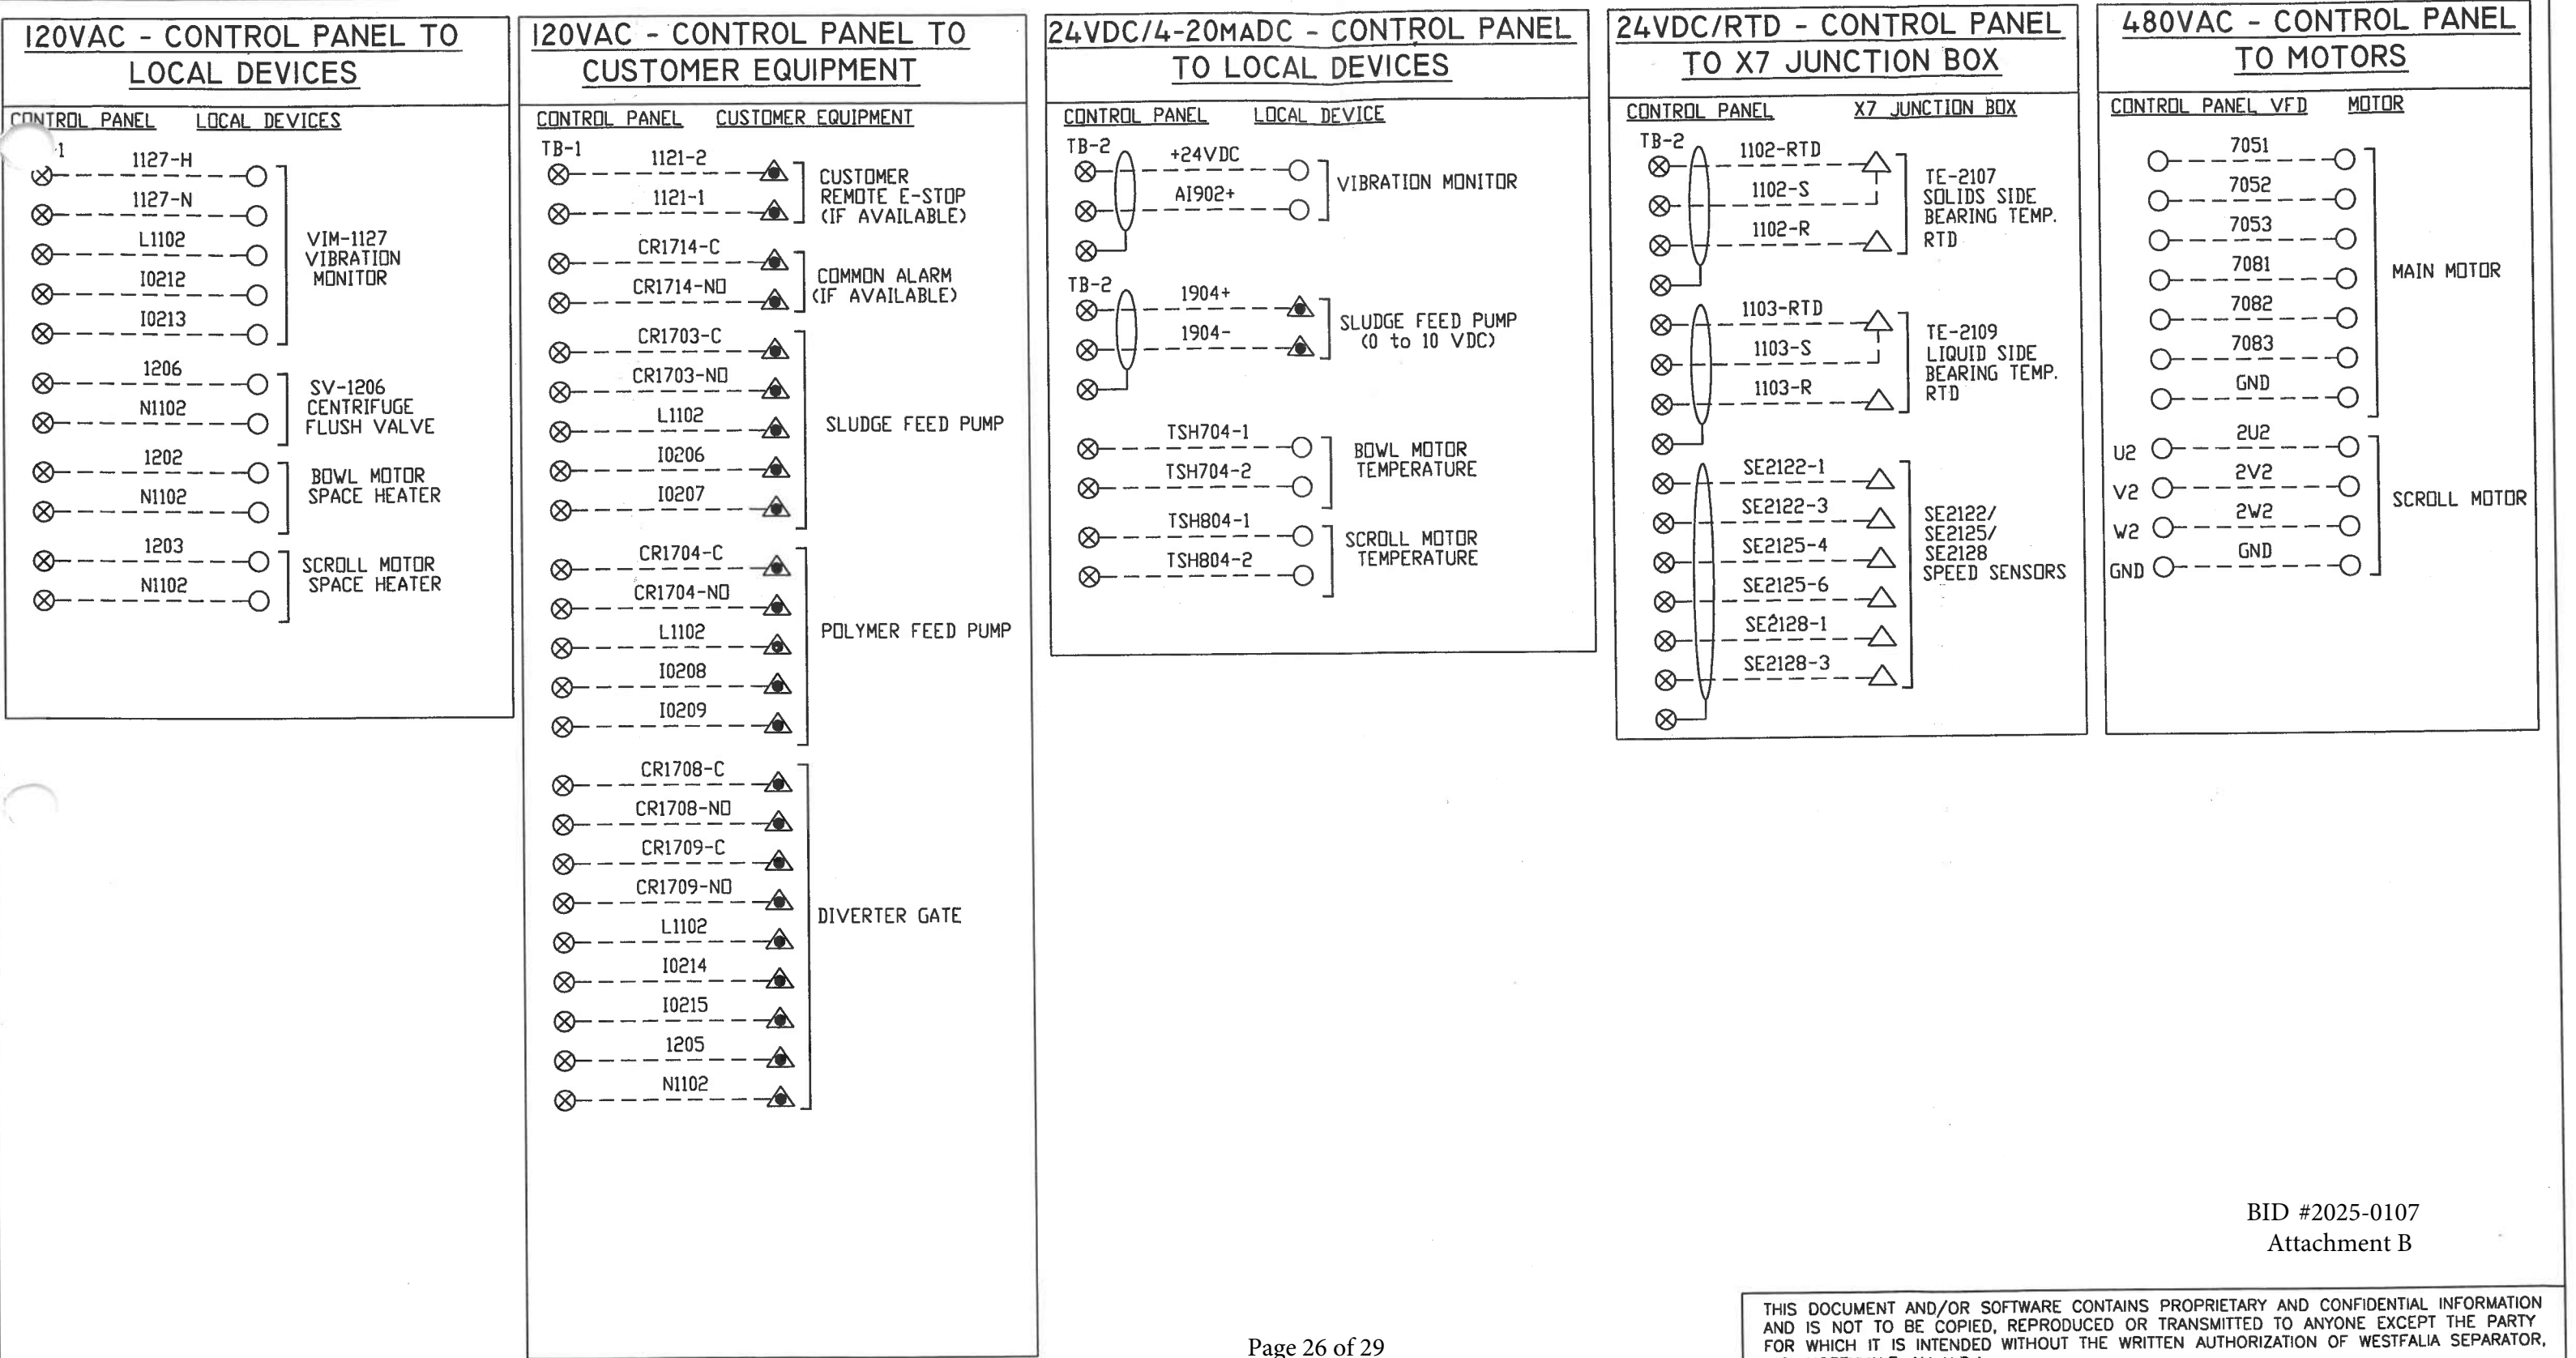 120VAC - CONTROL PANEL TO
LOCAL DEVICES
CONTROL PANEL LOCAL DEVICES
1127-H
1127-N
L1102
I0212
I0213
VIM-1127
VIBRATION
MONITOR
1206
N1102
SV-1206
CENTRIFUGE
FLUSH VALVE
1202
N1102
BOWL MOTOR
SPACE HEATER
1203
N1102
SCROLL MOTOR
SPACE HEATER
120VAC - CONTROL PANEL TO
CUSTOMER EQUIPMENT
CONTROL PANEL CUSTOMER EQUIPMENT
TB-1
1121-2
1121-1
CUSTOMER
REMOTE E-STOP
(IF AVAILABLE)
CR1714-C
CR1714-NO
COMMON ALARM
(IF AVAILABLE)
CR1703-C
CR1703-NO
L1102
I0206
I0207
SLUDGE FEED PUMP
CR1704-C
CR1704-NO
L1102
I0208
I0209
POLYMER FEED PUMP
CR1708-C
CR1708-NO
CR1709-C
CR1709-NO
L1102
I0214
I0215
1205
N1102
DIVERTER GATE
24VDC/4-20MADC - CONTROL PANEL
TO LOCAL DEVICES
CONTROL PANEL LOCAL DEVICE
TB-2
+24VDC
AI902+
VIBRATION MONITOR
TB-2
1904+
1904-
SLUDGE FEED PUMP
(0 to 10 VDC)
TSH704-1
TSH704-2
BOWL MOTOR
TEMPERATURE
TSH804-1
TSH804-2
SCROLL MOTOR
TEMPERATURE
24VDC/RTD - CONTROL PANEL
TO X7 JUNCTION BOX
CONTROL PANEL X7 JUNCTION BOX
TB-2
1102-RTD
1102-S
1102-R
TE-2107
SOLIDS SIDE
BEARING TEMP.
RTD
1103-RTD
1103-S
1103-R
TE-2109
LIQUID SIDE
BEARING TEMP.
RTD
SE2122-1
SE2122-3
SE2125-4
SE2125-6
SE2128-1
SE2128-3
SE2122/
SE2125/
SE2128
SPEED SENSORS
480VAC - CONTROL PANEL
TO MOTORS
CONTROL PANEL VFD MOTOR
7051
7052
7053
7081
7082
7083
GND
MAIN MOTOR
U2 2U2
V2 2V2
W2 2W2
GND GND
SCROLL MOTOR
BID #2025-0107
Attachment B
THIS DOCUMENT AND/OR SOFTWARE CONTAINS PROPRIETARY AND CONFIDENTIAL INFORMATION
AND IS NOT TO BE COPIED, REPRODUCED OR TRANSMITTED TO ANYONE EXCEPT THE PARTY
FOR WHICH IT IS INTENDED WITHOUT THE WRITTEN AUTHORIZATION OF WESTFALIA SEPARATOR,
Page 26 of 29